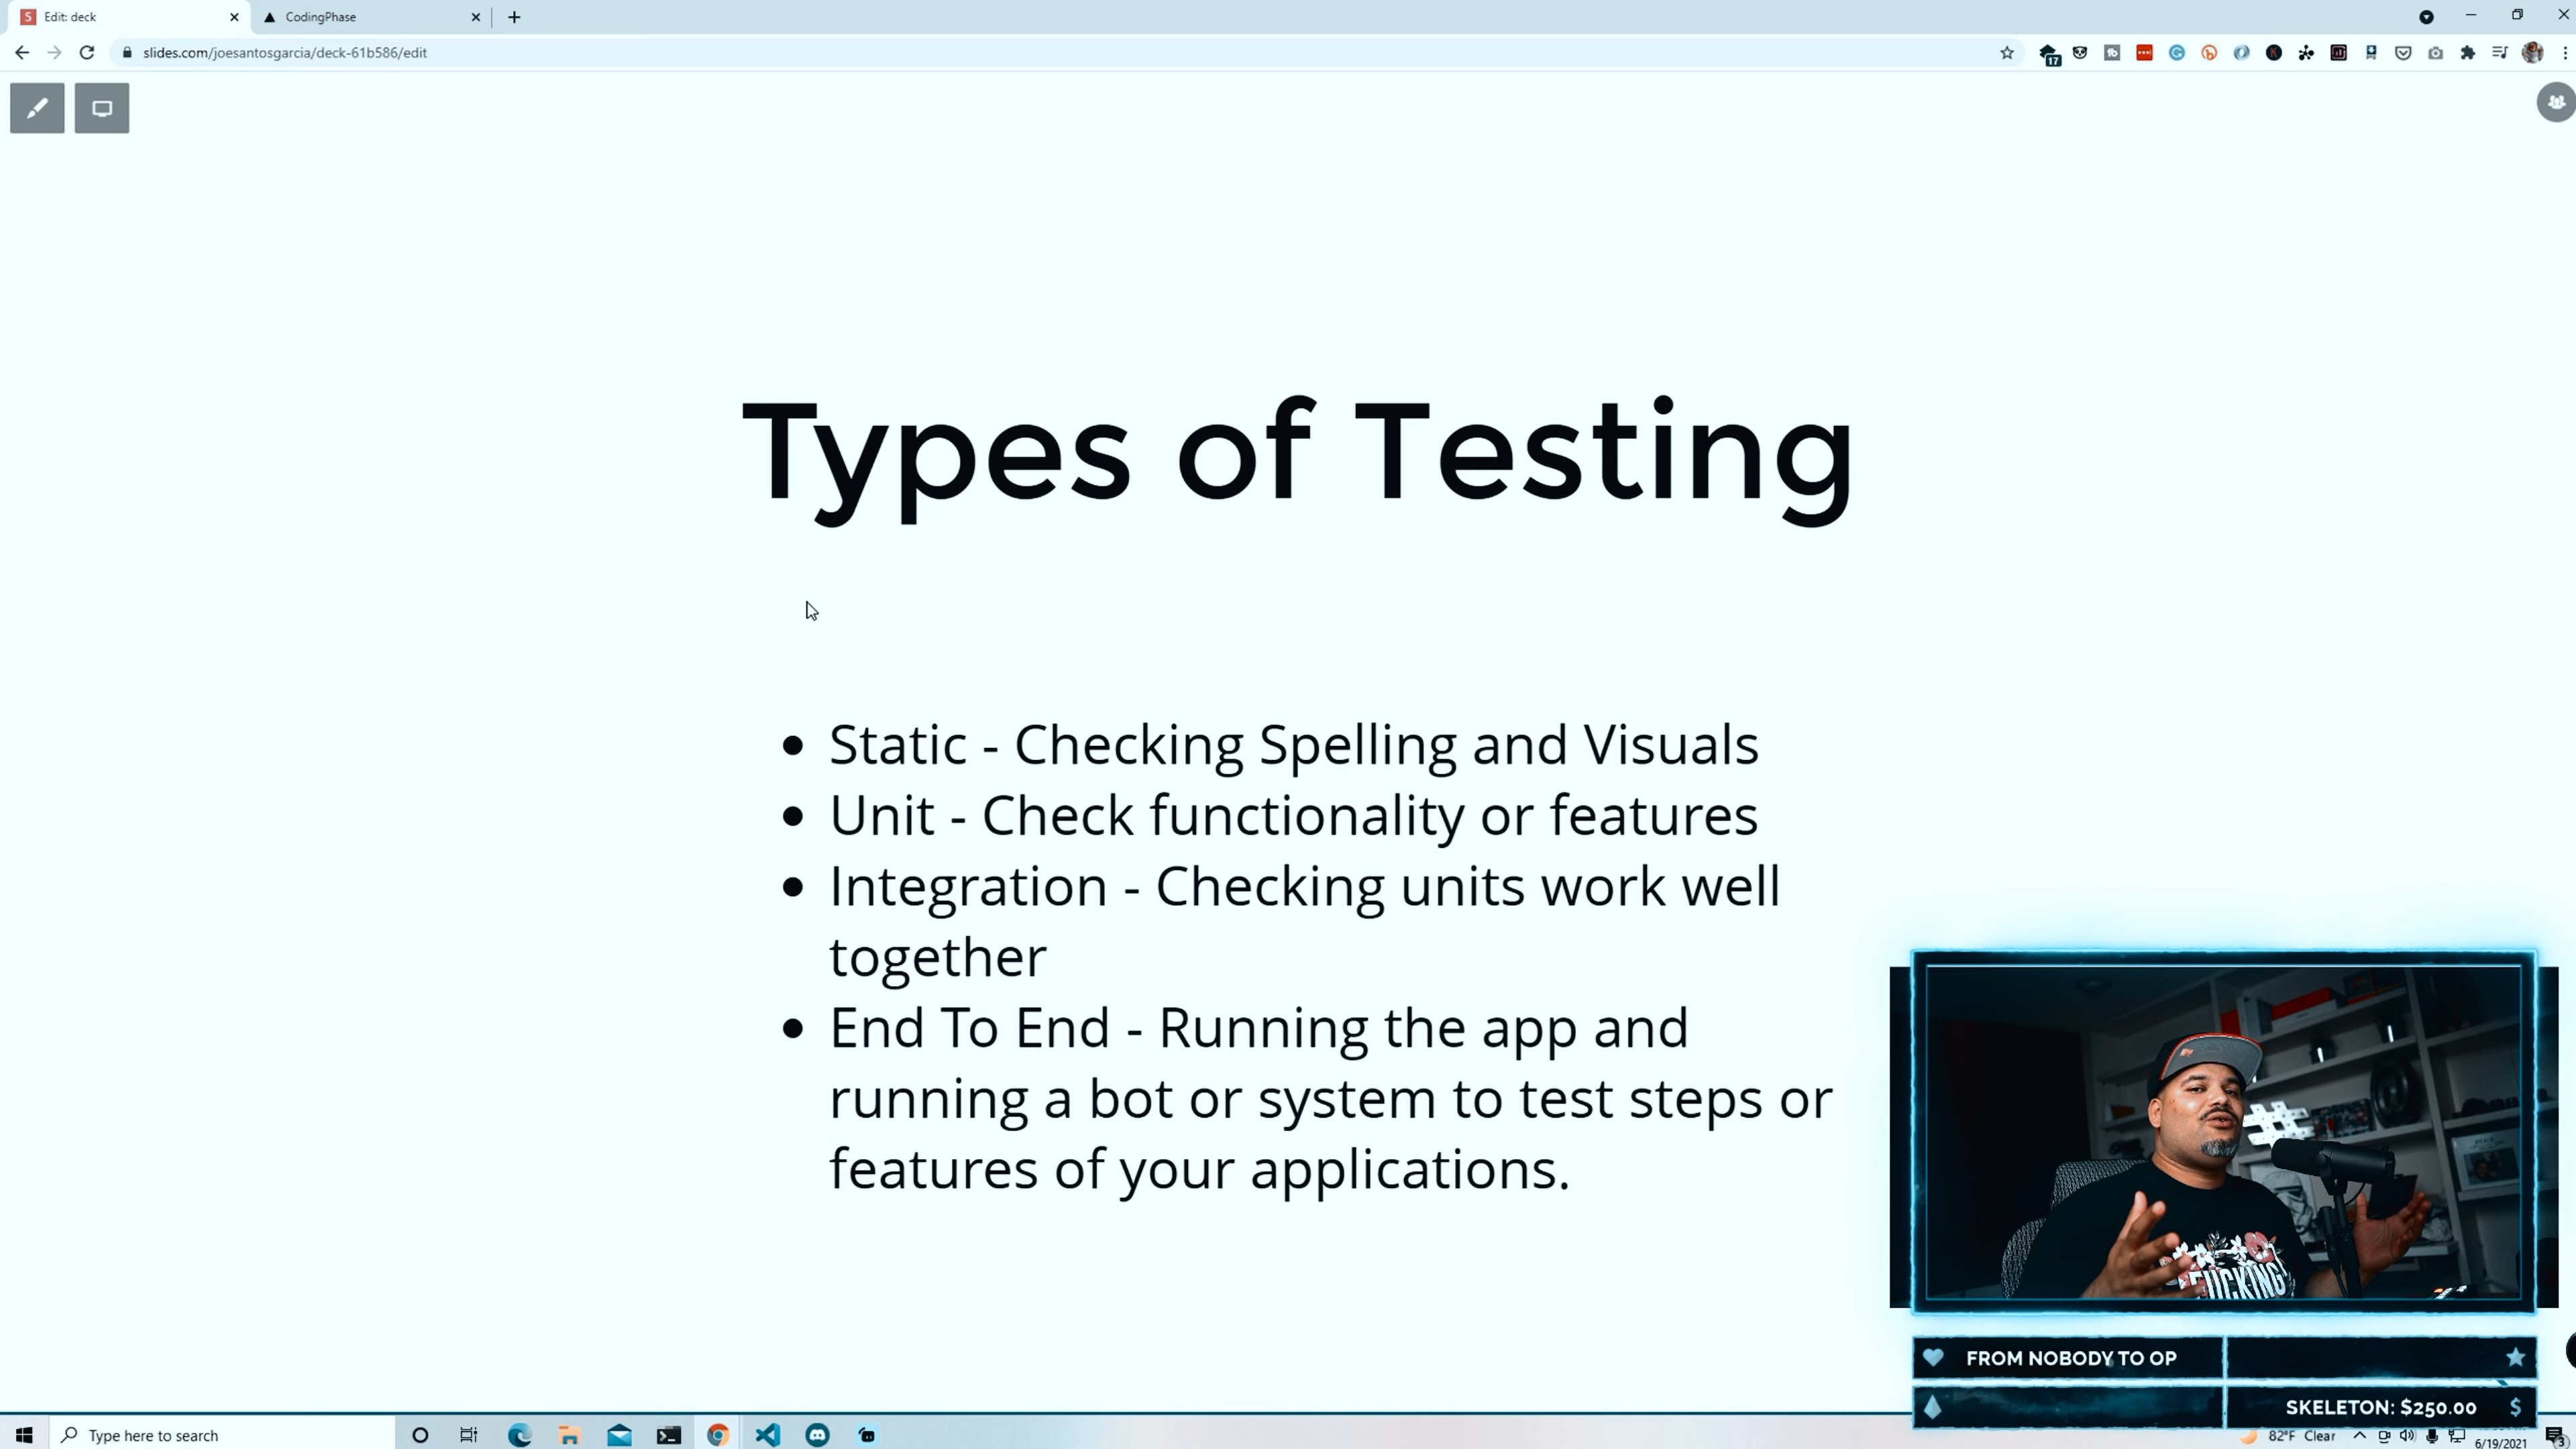 Edit: deck
CodingPhase
slides.com/joesantosgarcia/deck-61b586/edit
17
Types of Testing
Static - Checking Spelling and Visuals
Unit - Check functionality or features
Integration - Checking units work well
together
End To End - Running the app and
running a bot or system to test steps or
features of your applications.
FUCKING!
FROM NOBODY TO OP
SKELETON: $250.00
Type here to search
82°F Clear
6/19/2021
3